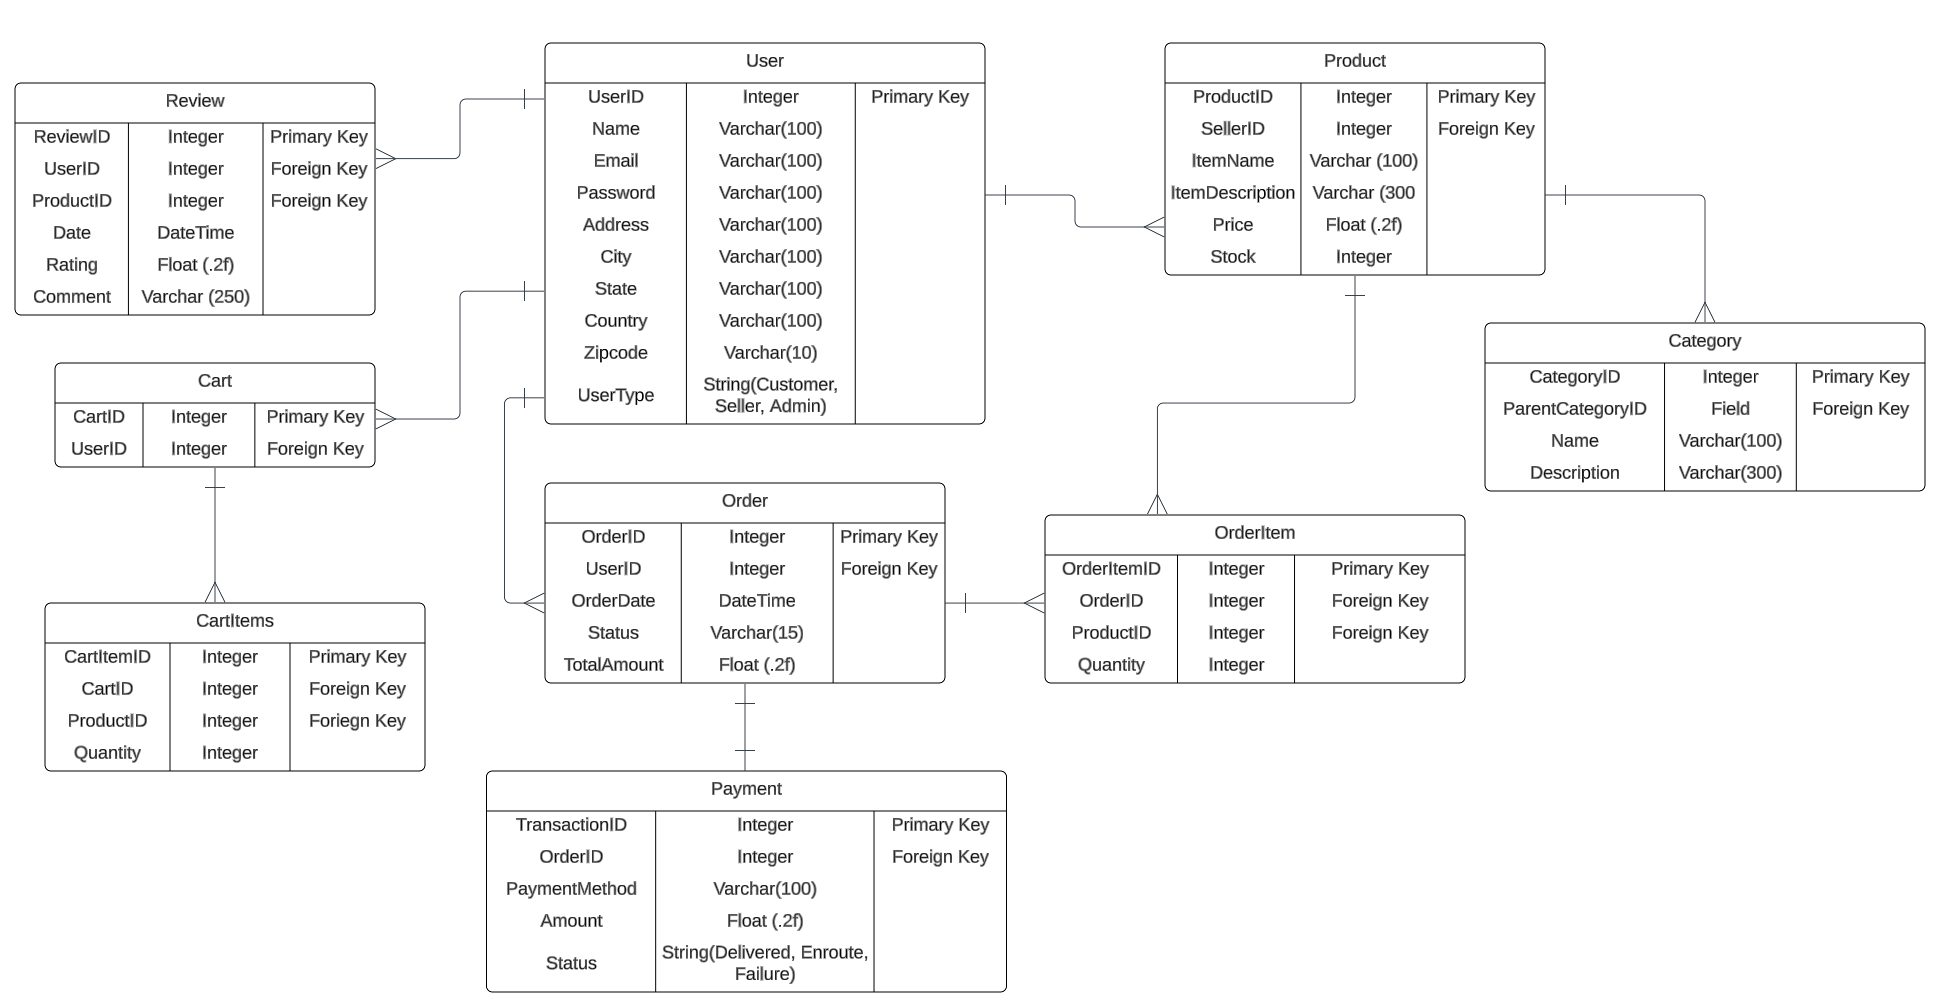 User
UserID Integer Primary Key
Name Varchar(100)
Email Varchar(100)
Password Varchar(100)
Address Varchar(100)
City Varchar(100)
State Varchar(100)
Country Varchar(100)
Zipcode Varchar(10)
UserType String(Customer,
Seller, Admin)
Product
ProductID Integer Primary Key
SellerID Integer Foreign Key
ItemName Varchar (100)
ItemDescription Varchar (300
Price Float (.2f)
Stock Integer
Review
ReviewID Integer Primary Key
UserID Integer Foreign Key
ProductID Integer Foreign Key
Date DateTime
Rating Float (.2f)
Comment Varchar (250)
Category
CategoryID Integer Primary Key
ParentCategoryID Field Foreign Key
Name Varchar(100)
Description Varchar(300)
Cart
CartID Integer Primary Key
UserID Integer Foreign Key
Order
OrderID Integer Primary Key
UserID Integer Foreign Key
OrderDate DateTime
Status Varchar(15)
TotalAmount Float (.2f)
OrderItem
OrderItemID Integer Primary Key
OrderID Integer Foreign Key
ProductID Integer Foreign Key
Quantity Integer
CartItems
CartItemID Integer Primary Key
CartID Integer Foreign Key
ProductID Integer Foriegn Key
Quantity Integer
Payment
TransactionID Integer Primary Key
OrderID Integer Foreign Key
PaymentMethod Varchar(100)
Amount Float (.2f)
Status String(Delivered, Enroute,
Failure)